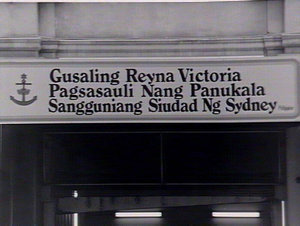 Gusaling Reyna Victoria
Pagsasauli Nang Panukala
Sangguniang Siudad Ng Sydney